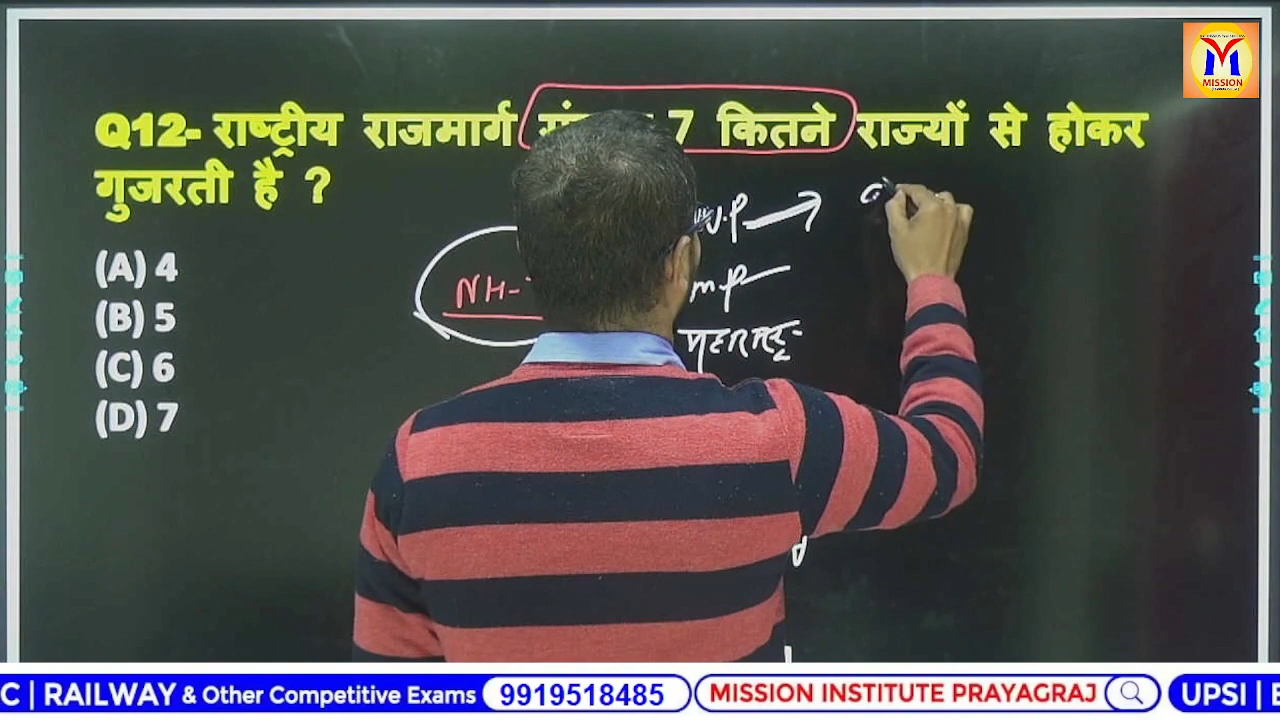 Q12- राष्ट्रीय राजमार्ग 7 कितने राज्यों से होकर
गुजरती है ?
(A) 4
(B) 5
(C) 6
(D) 7
NH-
U.P
MP
MISSION
C | RAILWAY & Other Competitive Exams 9919518485 MISSION INSTITUTE PRAYAGRAJ UPSI |